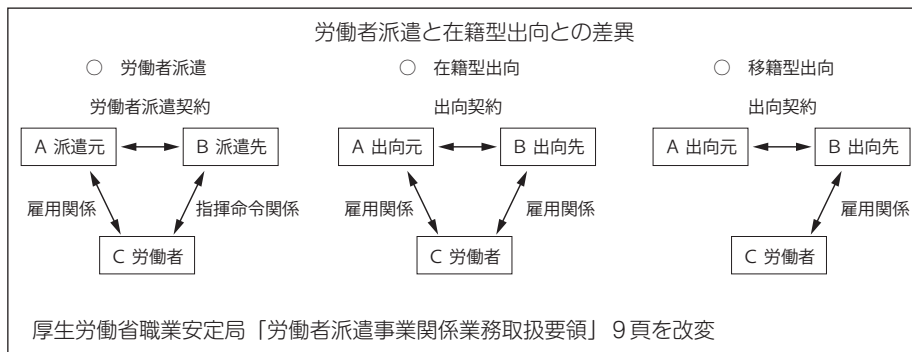 労働者派遣と在籍型出向との差異
○ 労働者派遣
労働者派遣契約
A 派遣元
B 派遣先
雇用関係
指揮命令関係
C 労働者
○ 在籍型出向
出向契約
A 出向元
B 出向先
雇用関係
雇用関係
C 労働者
○ 移籍型出向
出向契約
A 出向元
B 出向先
雇用関係
C 労働者
厚生労働省職業安定局「労働者派遣事業関係業務取扱要領」9頁を改変